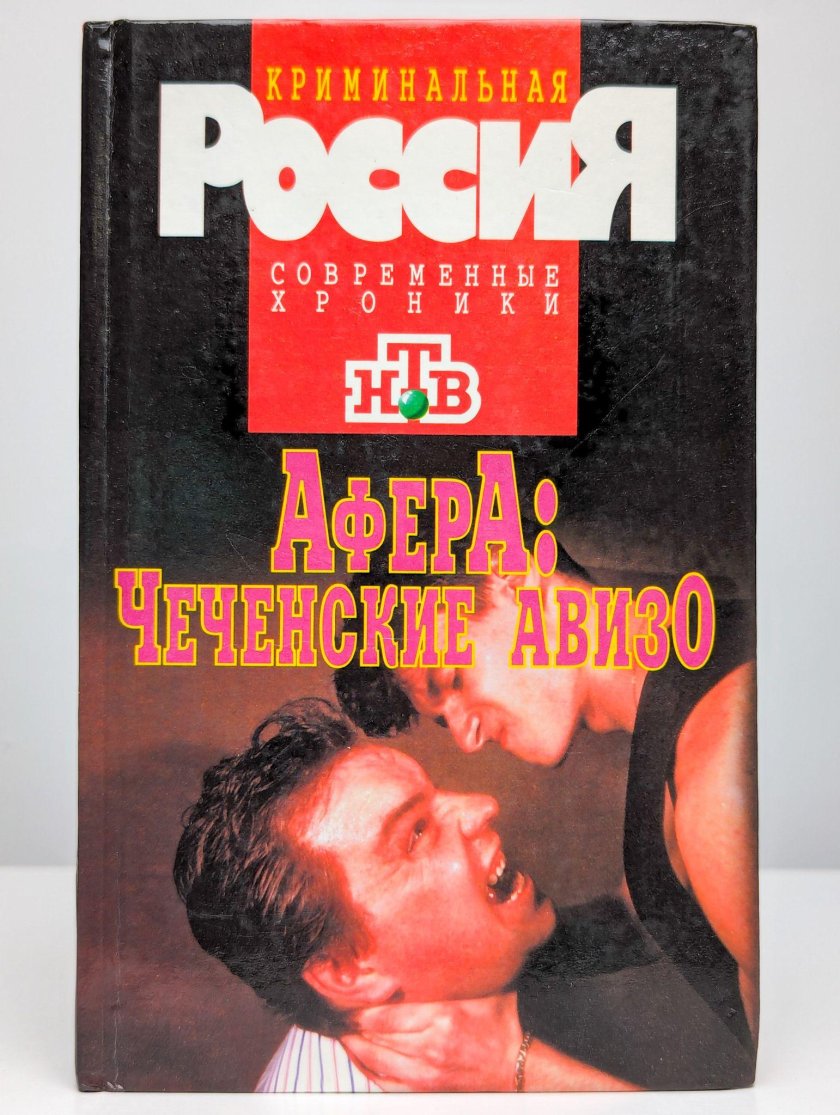 КРИМИНАЛЬНАЯ
РОССИЯ
СОВРЕМЕННЫЕ
ХРОНИКИ
НТВ
АФЕРА:
ЧЕЧЕНСКИЕ АВИЗО